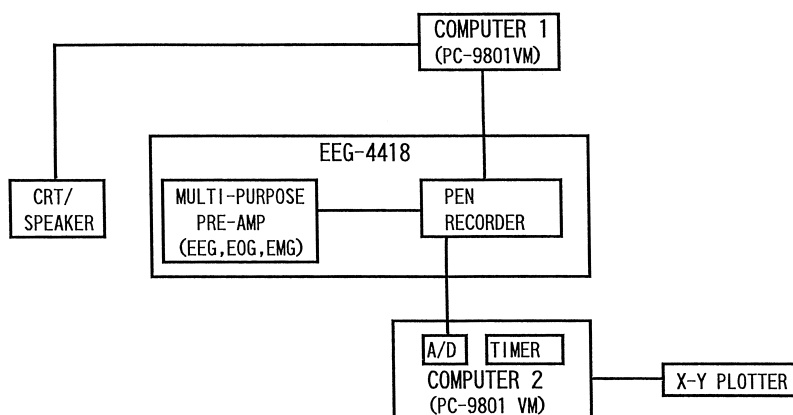 COMPUTER 1
(PC-9801VM)
EEG-4418
CRT/
SPEAKER
MULTI-PURPOSE
PRE-AMP
(EEG,EOG,EMG)
PEN
RECORDER
A/D
TIMER
COMPUTER 2
(PC-9801 VM)
X-Y PLOTTER